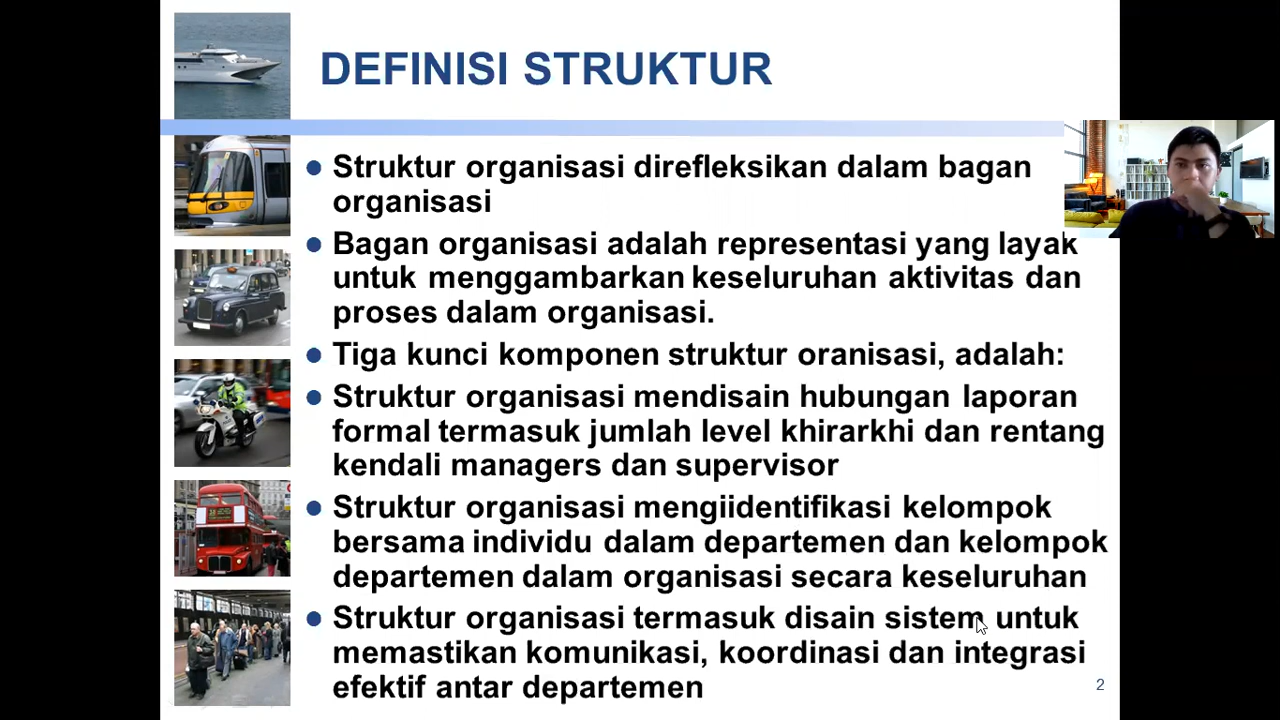 DEFINISI STRUKTUR
Struktur organisasi direfleksikan dalam bagan
organisasi
Bagan organisasi adalah representasi yang layak
untuk menggambarkan keseluruhan aktivitas dan
proses dalam organisasi.
Tiga kunci komponen struktur oranisasi, adalah:
Struktur organisasi mendisain hubungan laporan
formal termasuk jumlah level khirarkhi dan rentang
kendali managers dan supervisor
Struktur organisasi mengiidentifikasi kelompok
bersama individu dalam departemen dan kelompok
departemen dalam organisasi secara keseluruhan
Struktur organisasi termasuk disain sistem untuk
memastikan komunikasi, koordinasi dan integrasi
efektif antar departemen
2